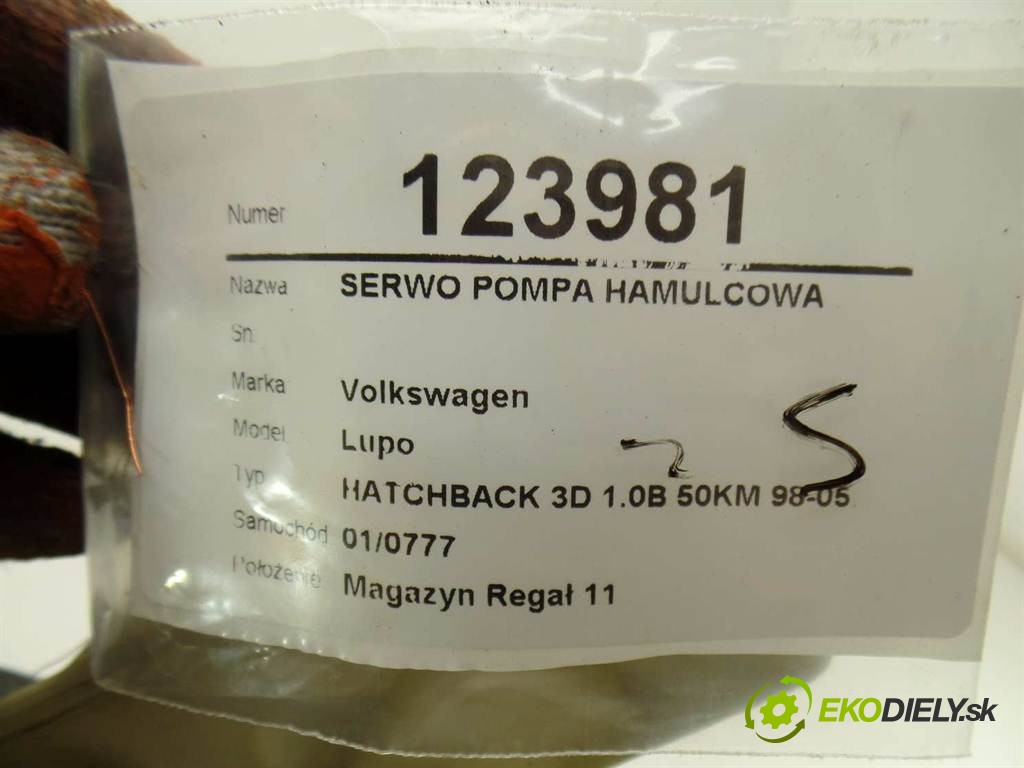 Numer 123981
Nazwa SERWO POMPA HAMULCOWA
Sn.
Marka Volkswagen
Model Lupo
Typ HATCHBACK 3D 1.0B 50KM 98-05
Samochód 01/0777
Położenie Magazyn Regał 11
EKODIELY.sk